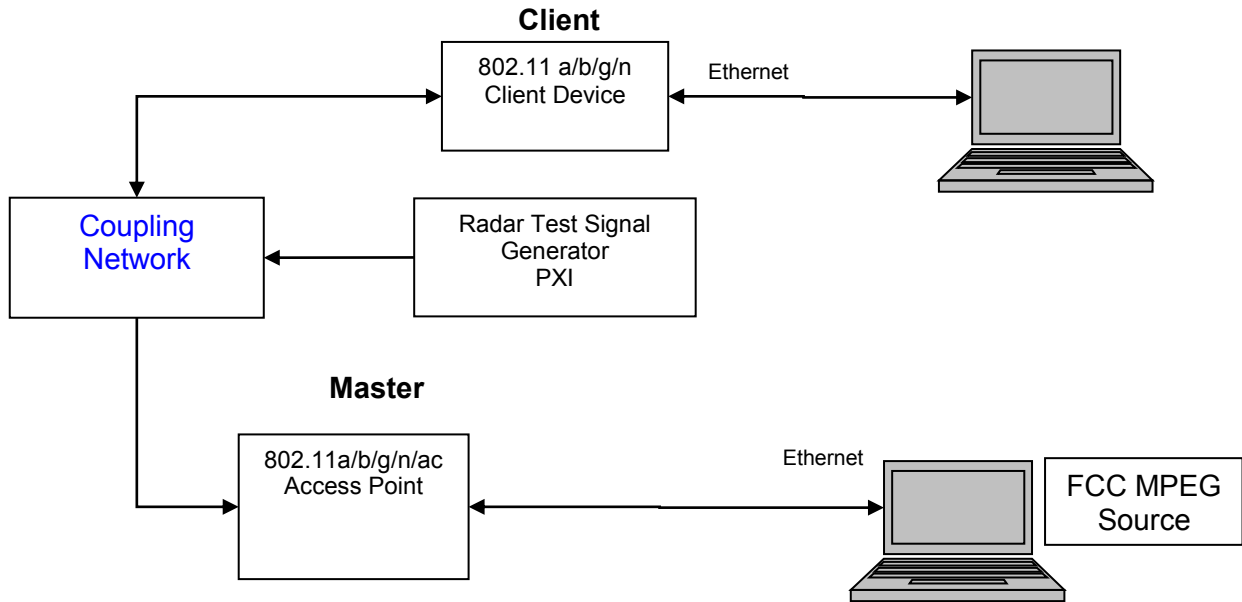 Client
802.11 a/b/g/n
Client Device
Ethernet
Coupling
Network
Radar Test Signal
Generator
PXI
Master
802.11a/b/g/n/ac
Access Point
Ethernet
FCC MPEG
Source